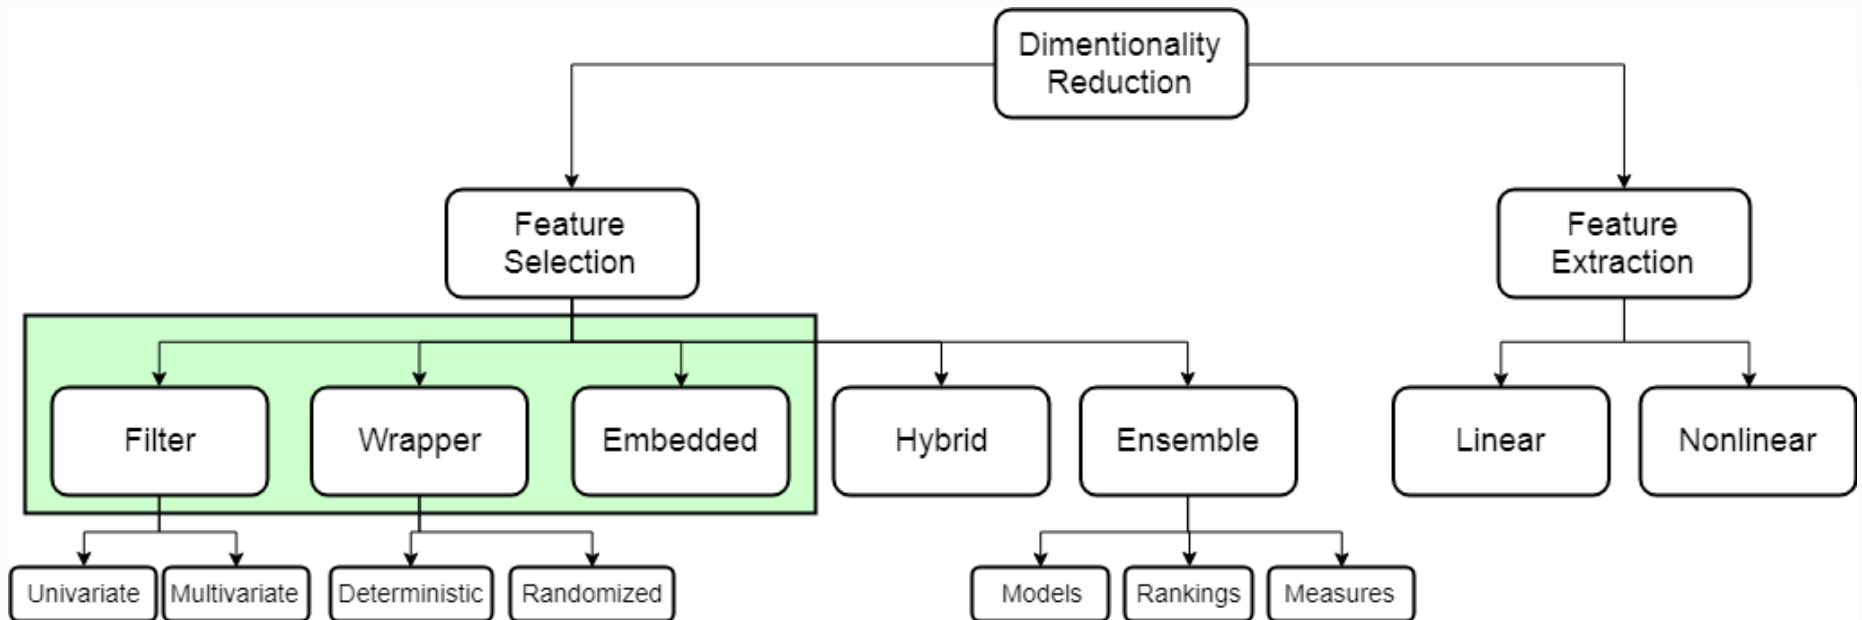 Dimentionality
Reduction
Feature
Selection
Feature
Extraction
Filter
Wrapper
Embedded
Hybrid
Ensemble
Linear
Nonlinear
Univariate
Multivariate
Deterministic
Randomized
Models
Rankings
Measures